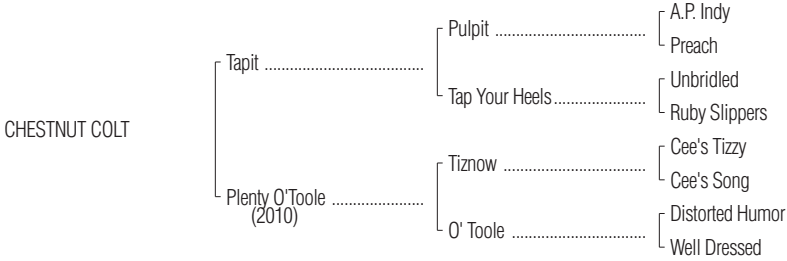 A.P. Indy
Pulpit
Preach
Tapit
Unbridled
Tap Your Heels
Ruby Slippers
CHESTNUT COLT
Cee's Tizzy
Tiznow
Cee's Song
Plenty O'Toole
(2010)
Distorted Humor
O' Toole
Well Dressed